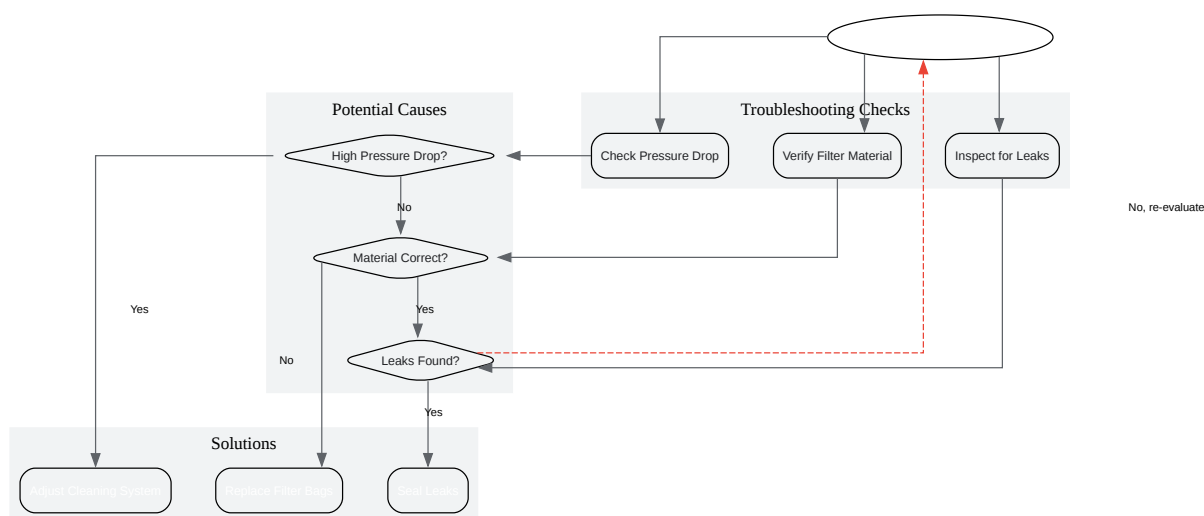 Potential Causes
Troubleshooting Checks
High Pressure Drop?
Check Pressure Drop
Verify Filter Material
Inspect for Leaks
No
No, re-evaluate
Material Correct?
Yes
Yes
No
Leaks Found?
Yes
Solutions
Adjust Cleaning System
Replace Filter Bags
Seal Leaks